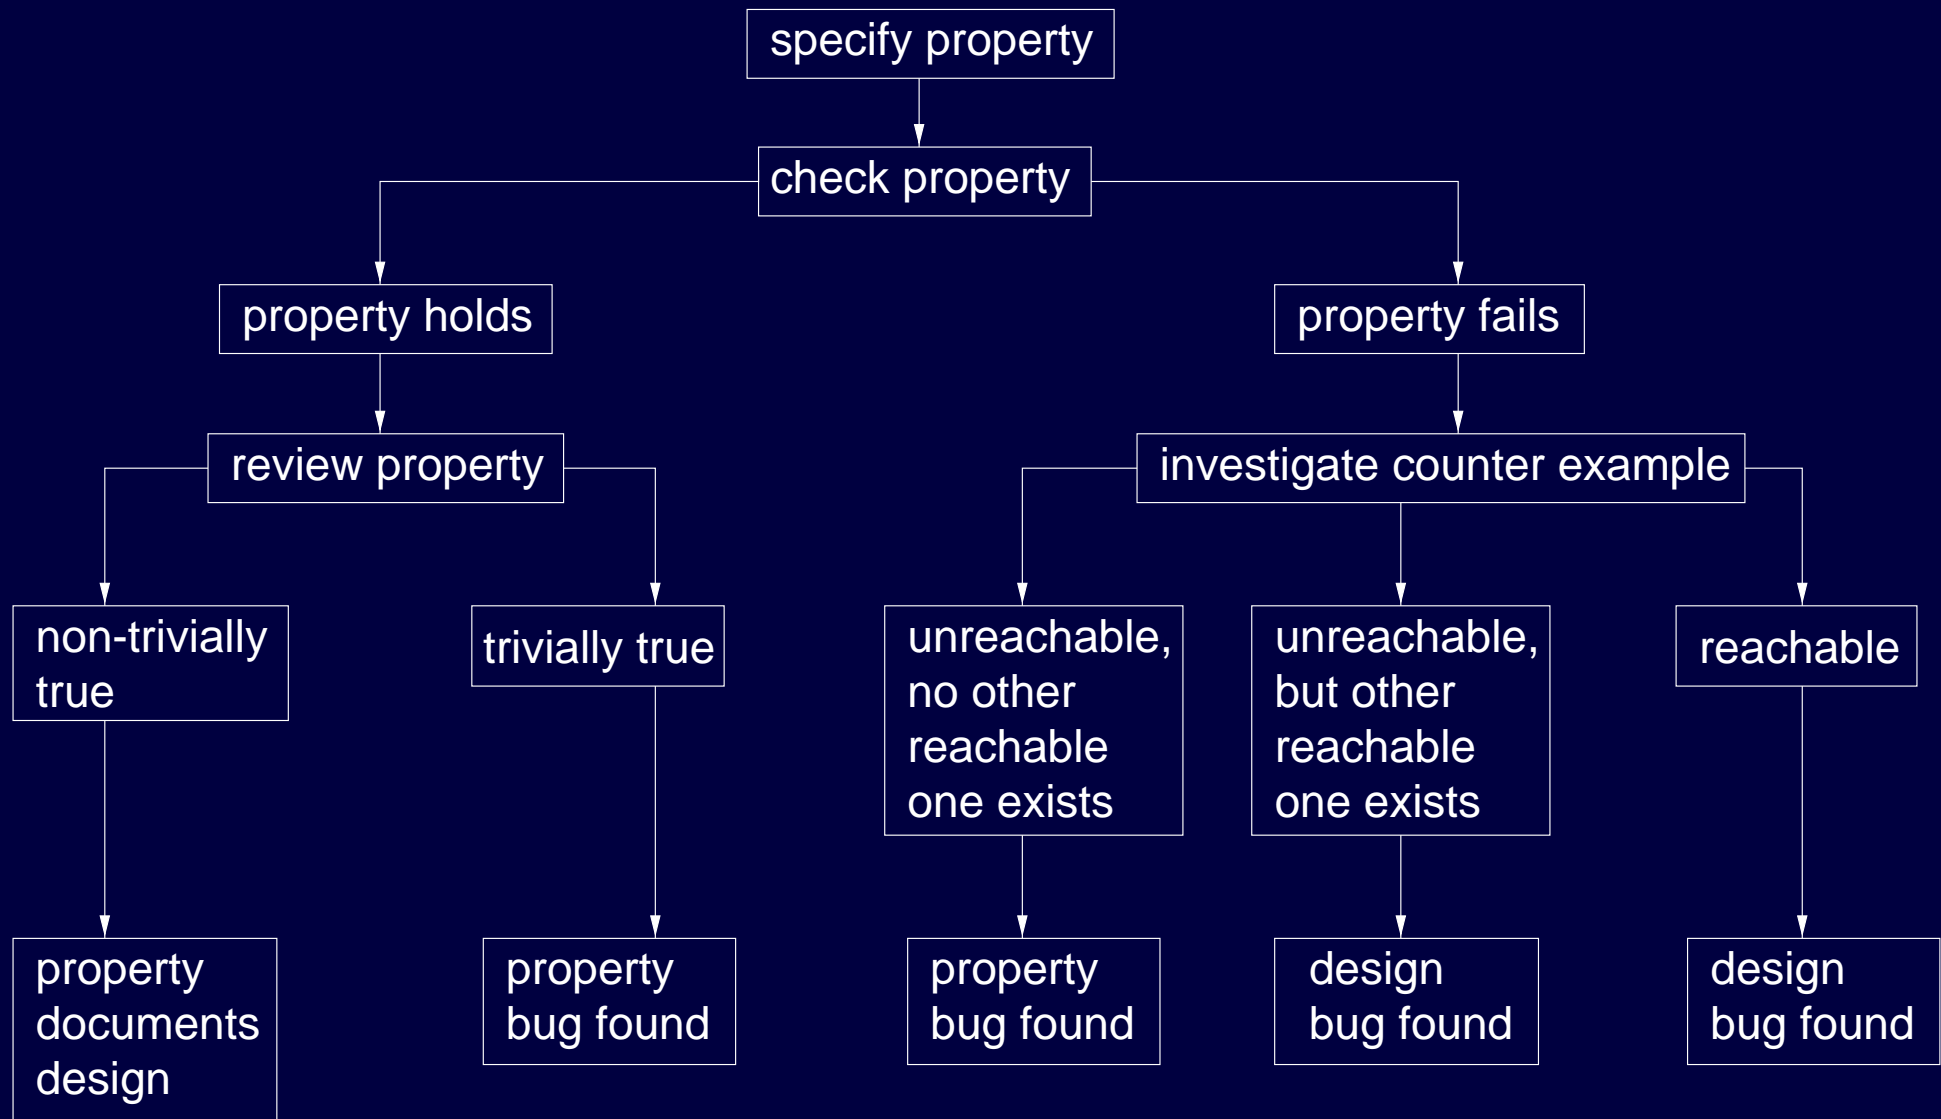 specify property
check property
property holds
property fails
review property
investigate counter example
non-trivially
true
trivially true
unreachable,
no other
reachable
one exists
unreachable,
but other
reachable
one exists
reachable
property
documents
design
property
bug found
property
bug found
design
bug found
design
bug found